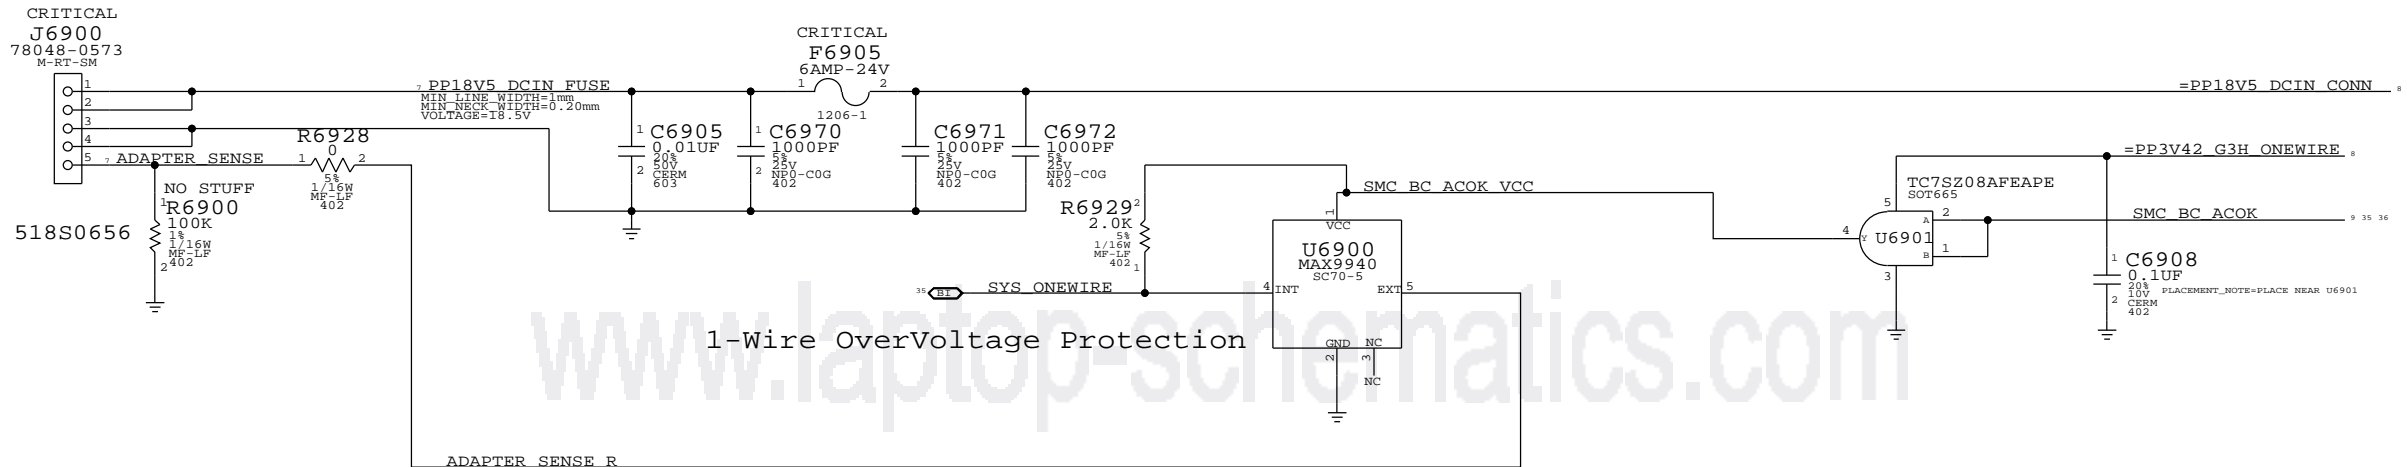 CRITICAL
J6900
78048-0573
M-RT-SM
1
2
3
4
5
7 ADAPTER_SENSE
518S0656
NO STUFF
1
R6900
100K
1%
1/16W
MF-LF
402
2
R6928
0
1 2
5%
1/16W
MF-LF
402
7 PP18V5_DCIN_FUSE
MIN_LINE_WIDTH=1mm
MIN_NECK_WIDTH=0.20mm
VOLTAGE=18.5V
CRITICAL
F6905
6AMP-24V
1 2
1206-1
1
C6905
0.01UF
20%
50V
2
CERM
603
1
C6970
1000PF
5%
25V
2
NP0-C0G
402
1
C6971
1000PF
5%
25V
2
NP0-C0G
402
1
C6972
1000PF
5%
25V
2
NP0-C0G
402
=PP18V5_DCIN_CONN 8
=PP3V42_G3H_ONEWIRE 8
SMC_BC_ACOK_VCC
R6929
2
2.0K
5%
1/16W
MF-LF
402
1
1
VCC
U6900
MAX9940
SC70-5
4 INT
EXT 5
GND
NC
2
3
NC
35 BI SYS_ONEWIRE
1-Wire OverVoltage Protection
TC7SZ08AFEAPE
SOT665
5
A 2
4 Y U6901
B 1
3
SMC_BC_ACOK 9 35 36
1
C6908
0.1UF
20%
10V
2
CERM
402
PLACEMENT_NOTE=PLACE NEAR U6901
ADAPTER_SENSE_R
www.laptop-schematics.com